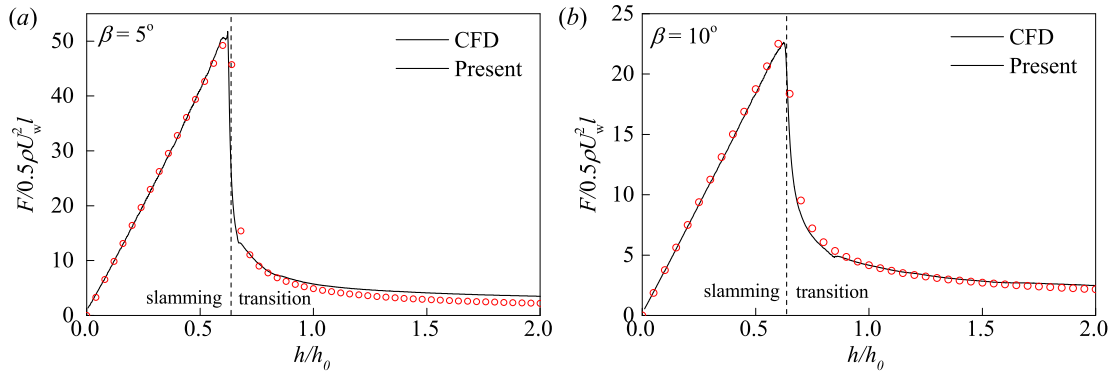 (a)
β = 5°
CFD
Present
slamming
transition
F/0.5ρU_w^2 l
0
10
20
30
40
50
0.0
0.5
1.0
1.5
2.0
h/h_0
(b)
β = 10°
CFD
Present
slamming
transition
F/0.5ρU_w^2 l
0
5
10
15
20
25
0.0
0.5
1.0
1.5
2.0
h/h_0